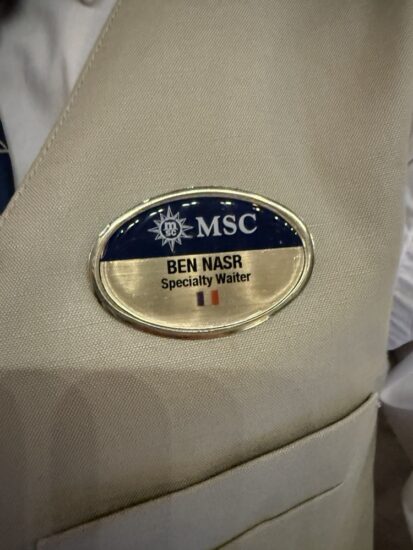 MSC
BEN NASR
Specialty Waiter